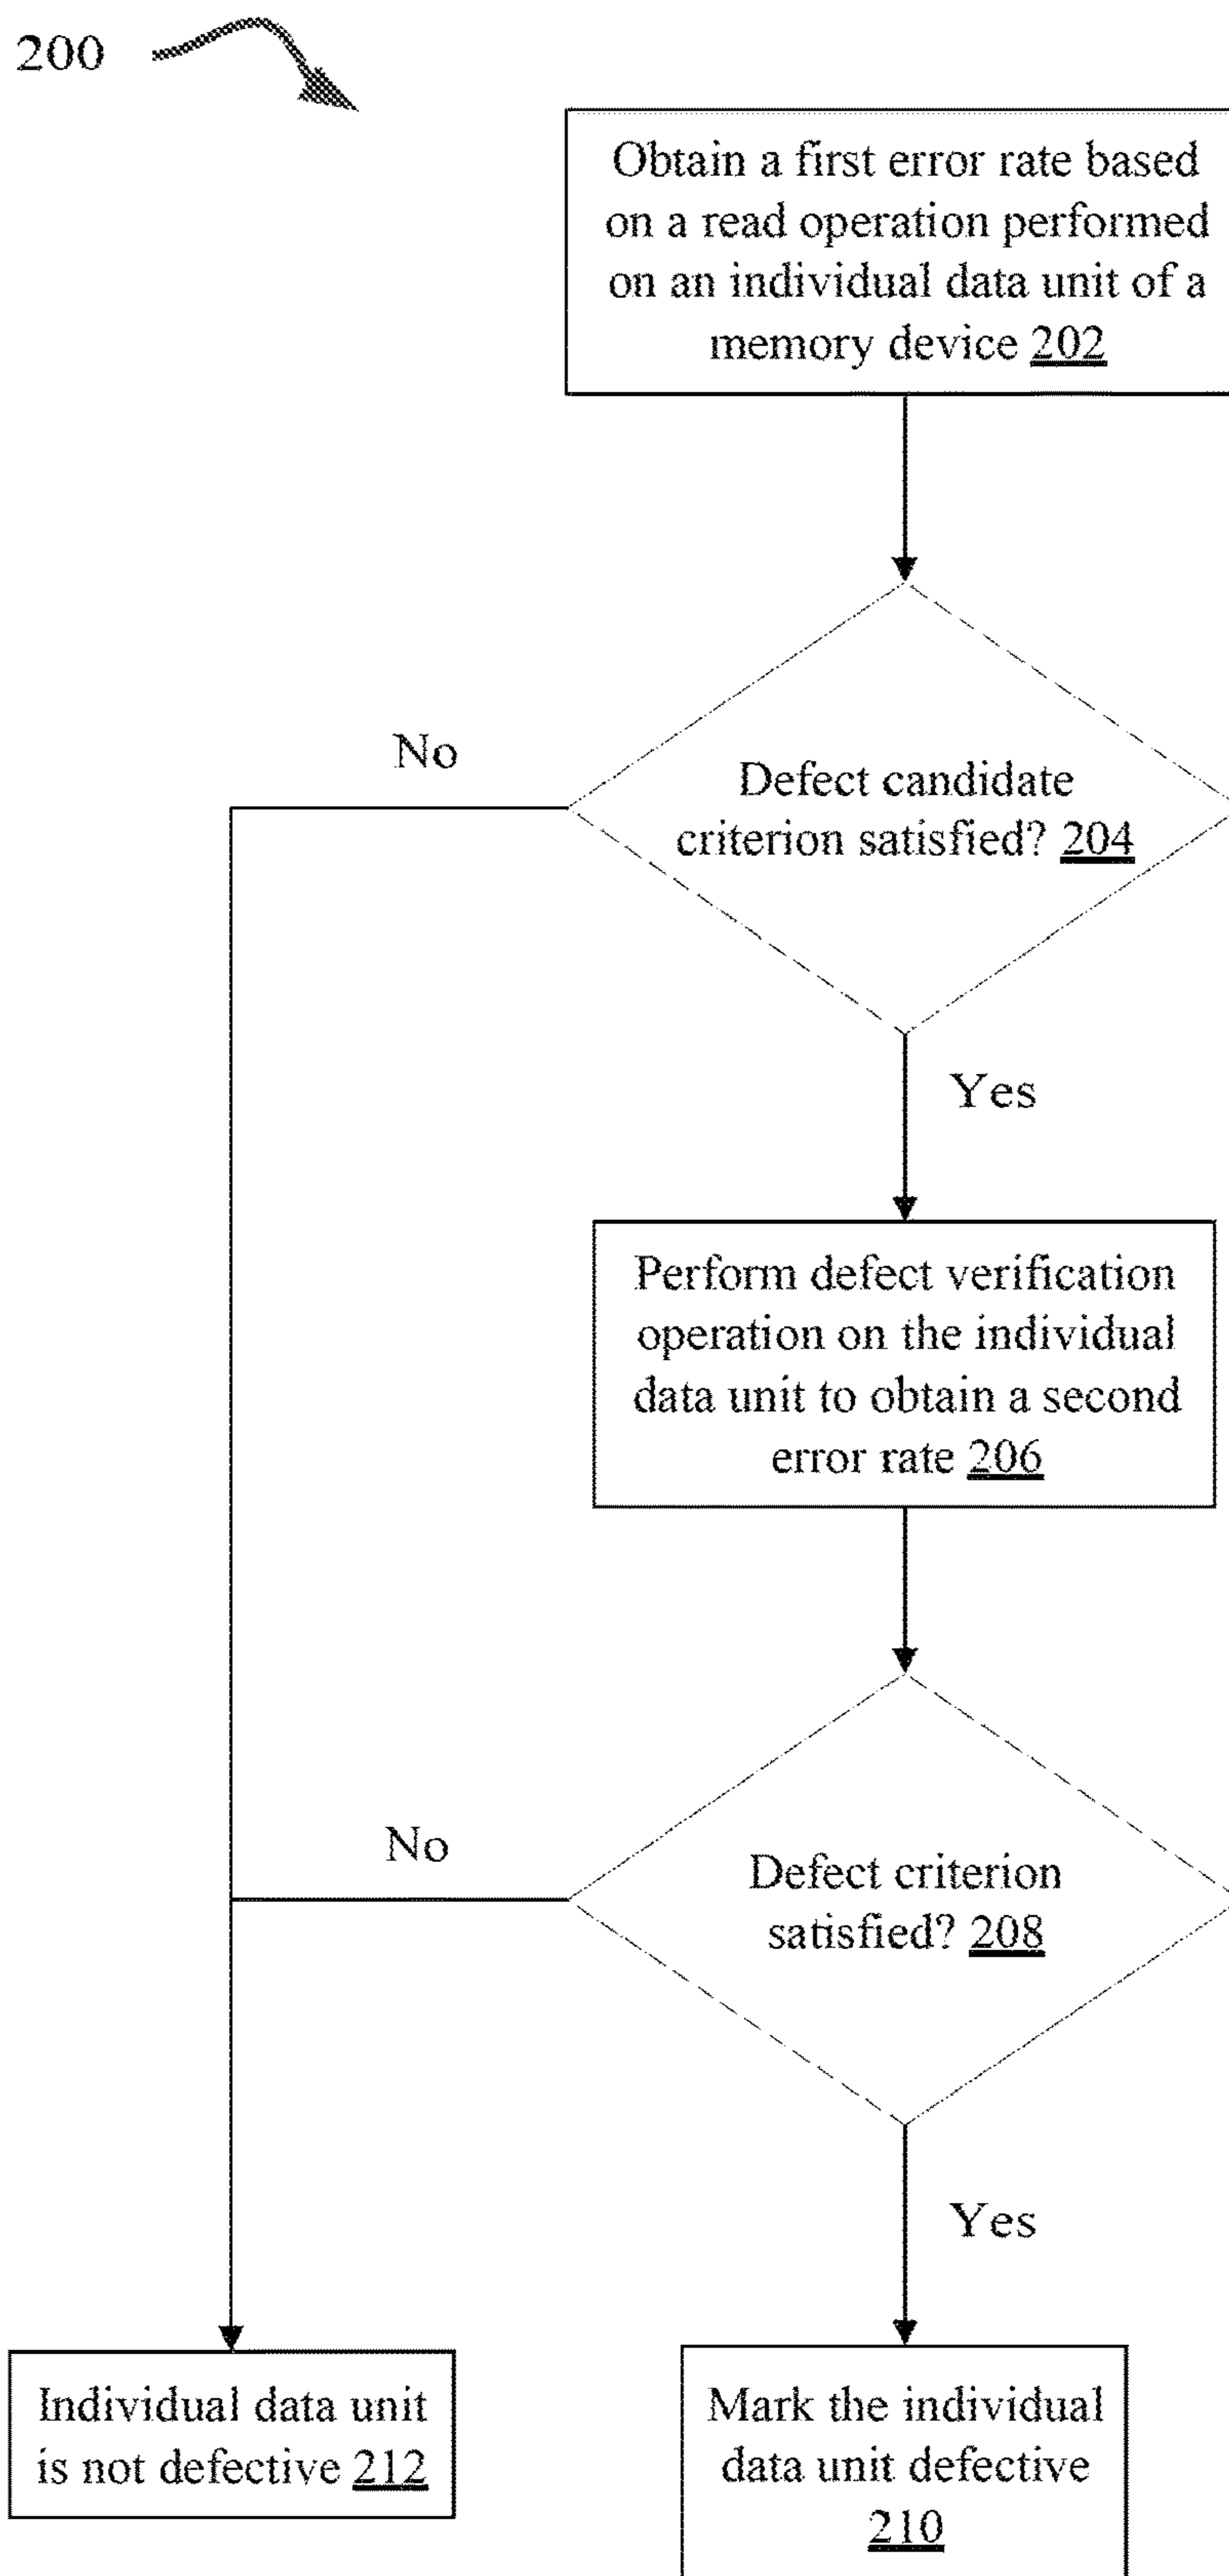 200
Obtain a first error rate based
on a read operation performed
on an individual data unit of a
memory device 202
No
Defect candidate
criterion satisfied? 204
Yes
Perform defect verification
operation on the individual
data unit to obtain a second
error rate 206
No
Defect criterion
satisfied? 208
Yes
Individual data unit
is not defective 212
Mark the individual
data unit defective
210